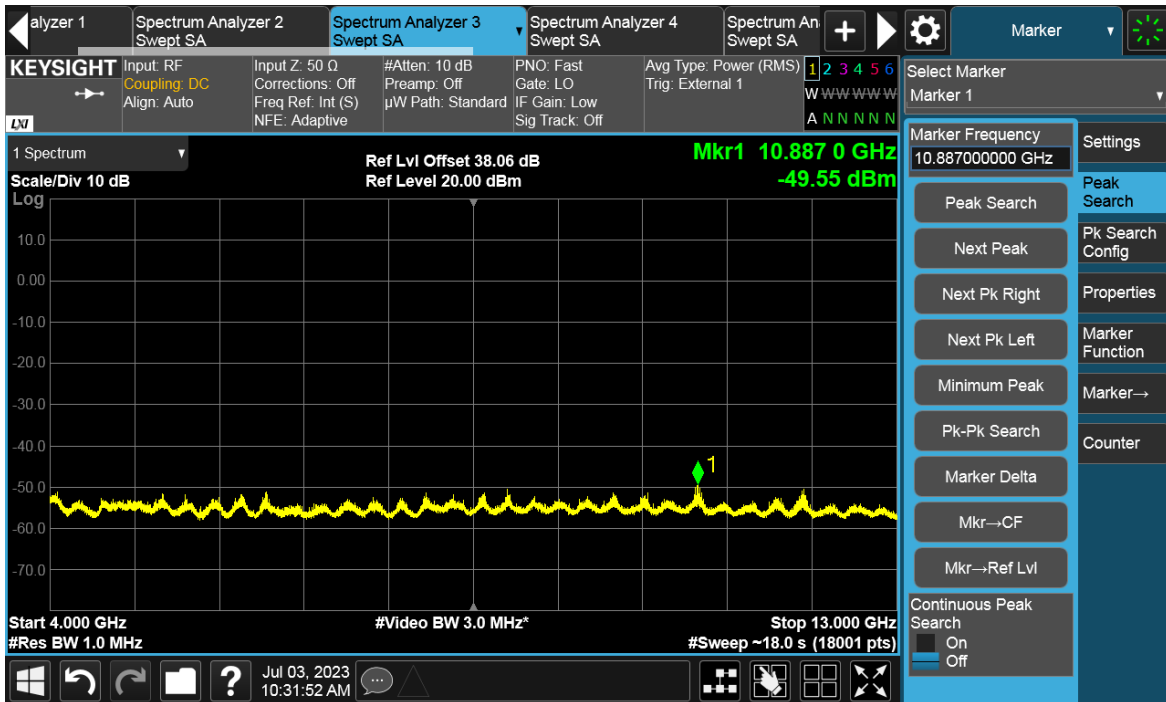 alyzer 1
Spectrum Analyzer 2
Swept SA
Spectrum Analyzer 3
Swept SA
Spectrum Analyzer 4
Swept SA
Spectrum An
Swept SA
Marker
KEYSIGHT
LXI
Input: RF
Coupling: DC
Align: Auto
Input Z: 50 Ω
Corrections: Off
Freq Ref: Int (S)
NFE: Adaptive
#Atten: 10 dB
Preamp: Off
µW Path: Standard
PNO: Fast
Gate: LO
IF Gain: Low
Sig Track: Off
Avg Type: Power (RMS)
Trig: External 1
1 2 3 4 5 6
W W W W W W
A N N N N N
1 Spectrum
Scale/Div 10 dB
Log
Ref Lvl Offset 38.06 dB
Ref Level 20.00 dBm
Mkr1 10.887 0 GHz
-49.55 dBm
10.0
0.00
-10.0
-20.0
-30.0
-40.0
-50.0
-60.0
-70.0
1
Start 4.000 GHz
#Res BW 1.0 MHz
#Video BW 3.0 MHz*
Stop 13.000 GHz
#Sweep ~18.0 s (18001 pts)
Select Marker
Marker 1
Marker Frequency
10.887000000 GHz
Peak Search
Next Peak
Next Pk Right
Next Pk Left
Minimum Peak
Pk-Pk Search
Marker Delta
Mkr→CF
Mkr→Ref Lvl
Continuous Peak
Search
On
Off
Settings
Peak
Search
Pk Search
Config
Properties
Marker
Function
Marker→
Counter
?
Jul 03, 2023
10:31:52 AM